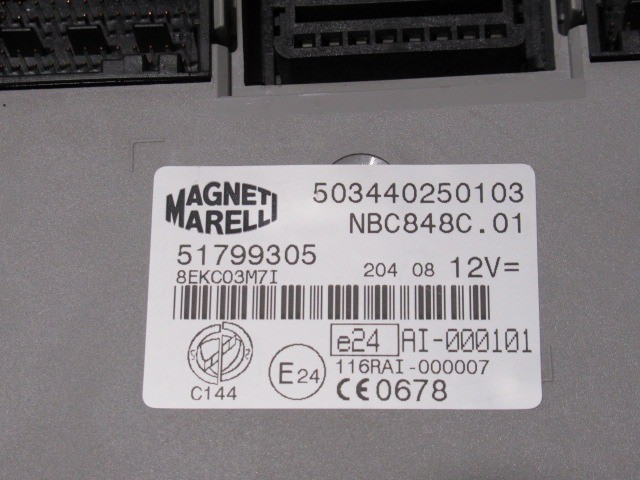 MAGNETI
MARELLI
503440250103
NBC848C.01
51799305
8EKC03M7I
204 08 12V=
e24 AI-000101
116RAI-000007
E24
C144
CE0678